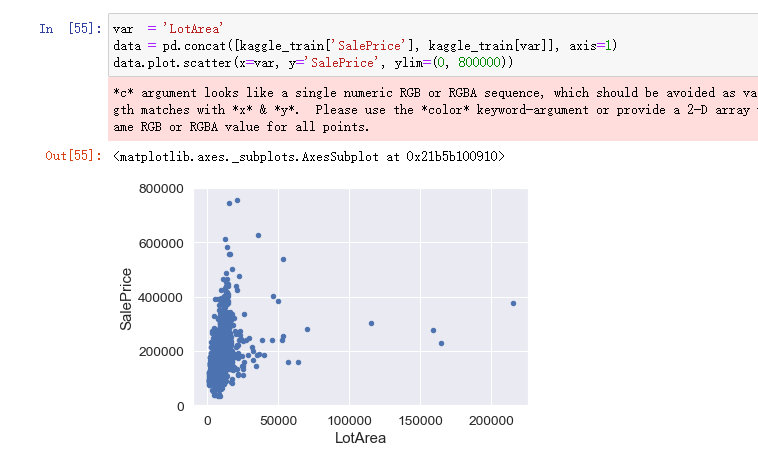 In [55]: var = 'LotArea'
data = pd.concat([kaggle_train['SalePrice'], kaggle_train[var]], axis=1)
data.plot.scatter(x=var, y='SalePrice', ylim=(0, 800000))
*c* argument looks like a single numeric RGB or RGBA sequence, which should be avoided as va
gth matches with *x* & *y*. Please use the *color* keyword-argument or provide a 2-D array
ame RGB or RGBA value for all points.
Out[55]: <matplotlib.axes._subplots.AxesSubplot at 0x21b5b100910>
800000
600000
400000
200000
0
SalePrice
0 50000 100000 150000 200000
LotArea